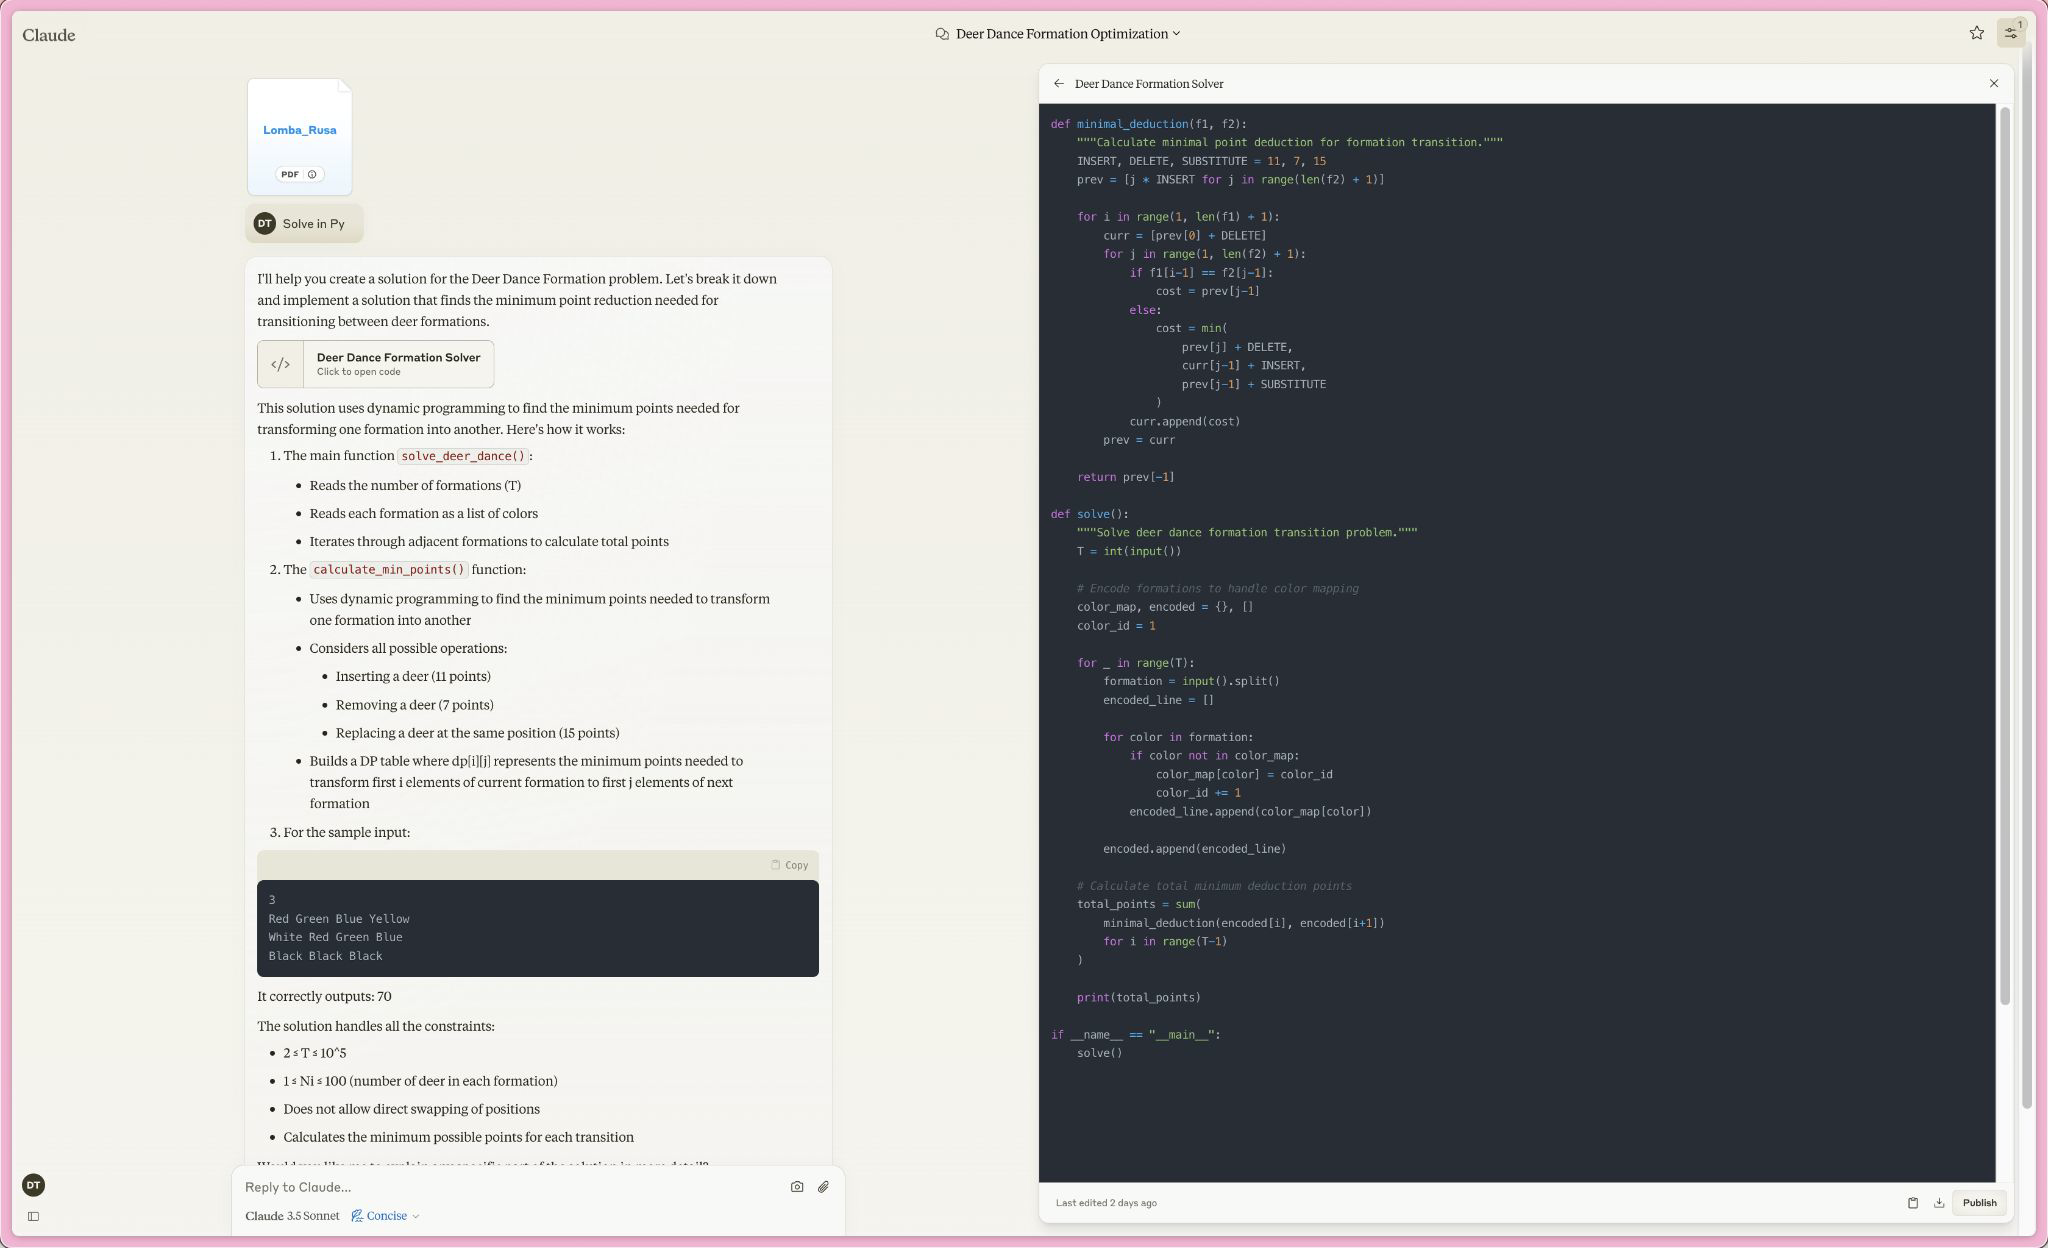 Claude
Deer Dance Formation Optimization
1
Lomba_Rusa
PDF
DT
Solve in Py
I'll help you create a solution for the Deer Dance Formation problem. Let's break it down
and implement a solution that finds the minimum point reduction needed for
transitioning between deer formations.
</>
Deer Dance Formation Solver
Click to open code
This solution uses dynamic programming to find the minimum points needed for
transforming one formation into another. Here's how it works:
1. The main function solve_deer_dance():
• Reads the number of formations (T)
• Reads each formation as a list of colors
• Iterates through adjacent formations to calculate total points
2. The calculate_min_points() function:
• Uses dynamic programming to find the minimum points needed to transform
one formation into another
• Considers all possible operations:
• Inserting a deer (11 points)
• Removing a deer (7 points)
• Replacing a deer at the same position (15 points)
• Builds a DP table where dp[i][j] represents the minimum points needed to
transform first i elements of current formation to first j elements of next
formation
3. For the sample input:
Copy
3
Red Green Blue Yellow
White Red Green Blue
Black Black Black
It correctly outputs: 70
The solution handles all the constraints:
• 2 ≤ T ≤ 10^5
• 1 ≤ Ni ≤ 100 (number of deer in each formation)
• Does not allow direct swapping of positions
• Calculates the minimum possible points for each transition
DT
Reply to Claude...
Claude 3.5 Sonnet
Concise
Deer Dance Formation Solver
def minimal_deduction(f1, f2):
    """Calculate minimal point deduction for formation transition."""
    INSERT, DELETE, SUBSTITUTE = 11, 7, 15
    prev = [j * INSERT for j in range(len(f2) + 1)]
    for i in range(1, len(f1) + 1):
        curr = [prev[0] + DELETE]
        for j in range(1, len(f2) + 1):
            if f1[i-1] == f2[j-1]:
                cost = prev[j-1]
            else:
                cost = min(
                    prev[j] + DELETE,
                    curr[j-1] + INSERT,
                    prev[j-1] + SUBSTITUTE
                )
            curr.append(cost)
        prev = curr
    return prev[-1]
def solve():
    """Solve deer dance formation transition problem."""
    T = int(input())
    # Encode formations to handle color mapping
    color_map, encoded = {}, []
    color_id = 1
    for _ in range(T):
        formation = input().split()
        encoded_line = []
        for color in formation:
            if color not in color_map:
                color_map[color] = color_id
                color_id += 1
            encoded_line.append(color_map[color])
        encoded.append(encoded_line)
    # Calculate total minimum deduction points
    total_points = sum(
        minimal_deduction(encoded[i], encoded[i+1])
        for i in range(T-1)
    )
    print(total_points)
if __name__ == "__main__":
    solve()
Last edited 2 days ago
Publish